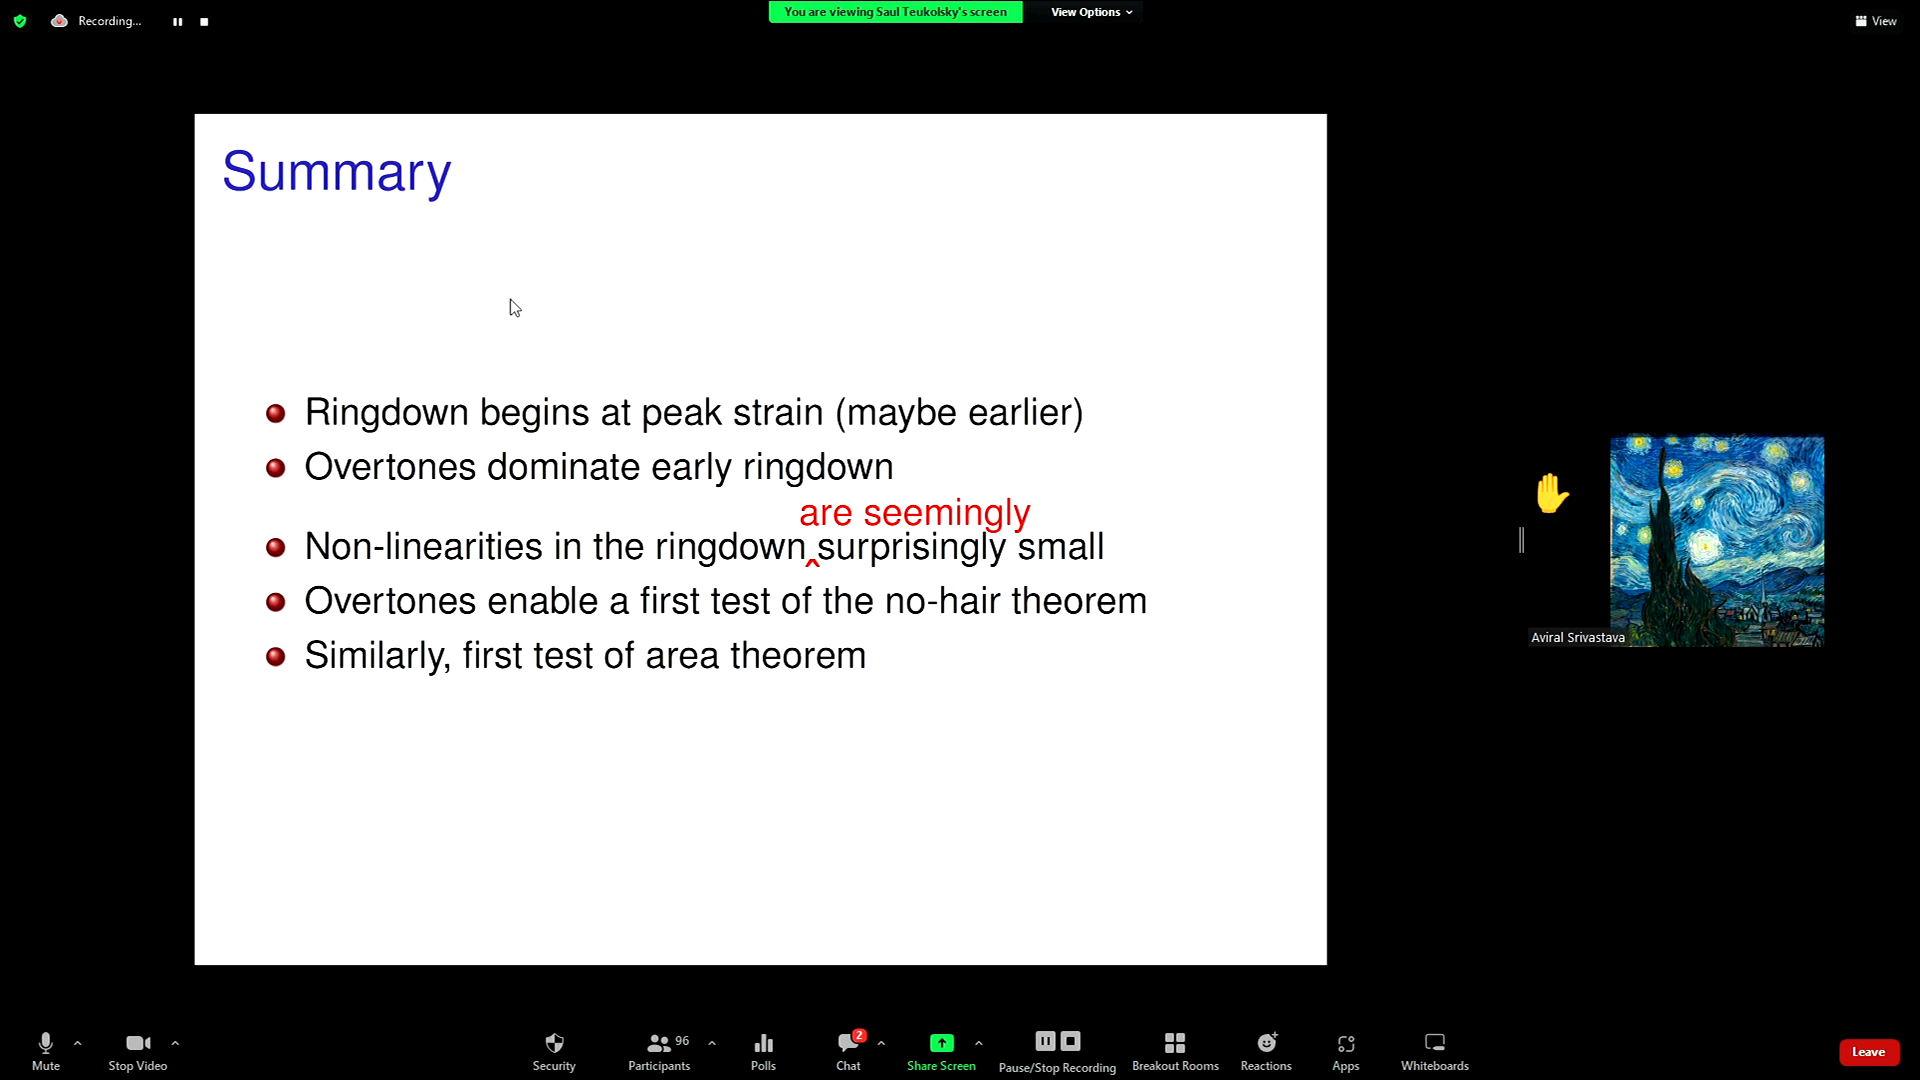 Recording...
You are viewing Saul Teukolsky's screen
View Options
View
Summary
Ringdown begins at peak strain (maybe earlier)
Overtones dominate early ringdown
are seemingly
Non-linearities in the ringdown ^ surprisingly small
Overtones enable a first test of the no-hair theorem
Similarly, first test of area theorem
Aviral Srivastava
Mute
Stop Video
Security
96
Participants
Polls
2
Chat
Share Screen
Pause/Stop Recording
Breakout Rooms
Reactions
Apps
Whiteboards
Leave